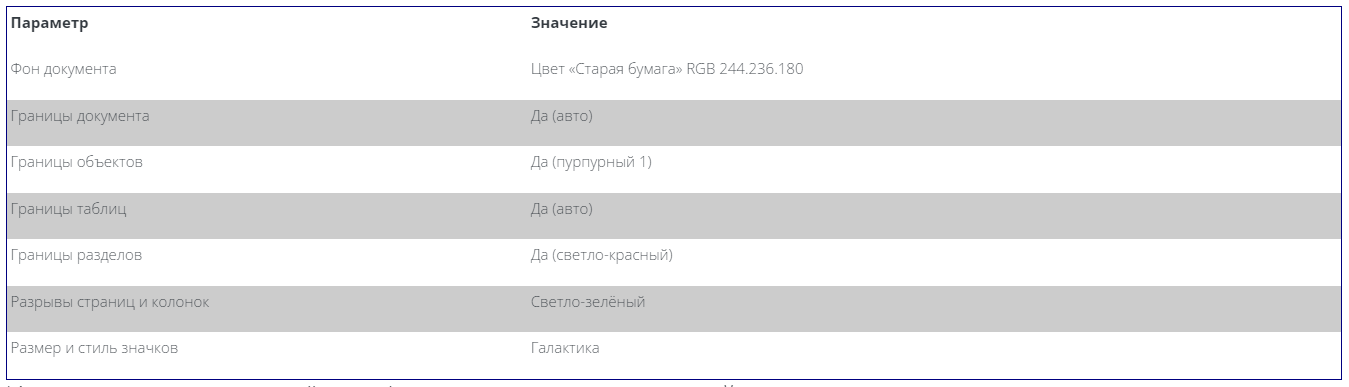 Параметр Значение
Фон документа Цвет «Старая бумага» RGB 244.236.180
Границы документа Да (авто)
Границы объектов Да (пурпурный 1)
Границы таблиц Да (авто)
Границы разделов Да (светло-красный)
Разрывы страниц и колонок Светло-зелёный
Размер и стиль значков Галактика